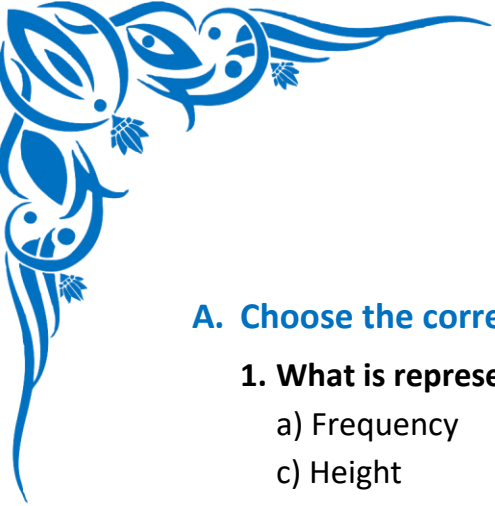 A. Choose the corre
1. What is represe
a) Frequency
c) Height